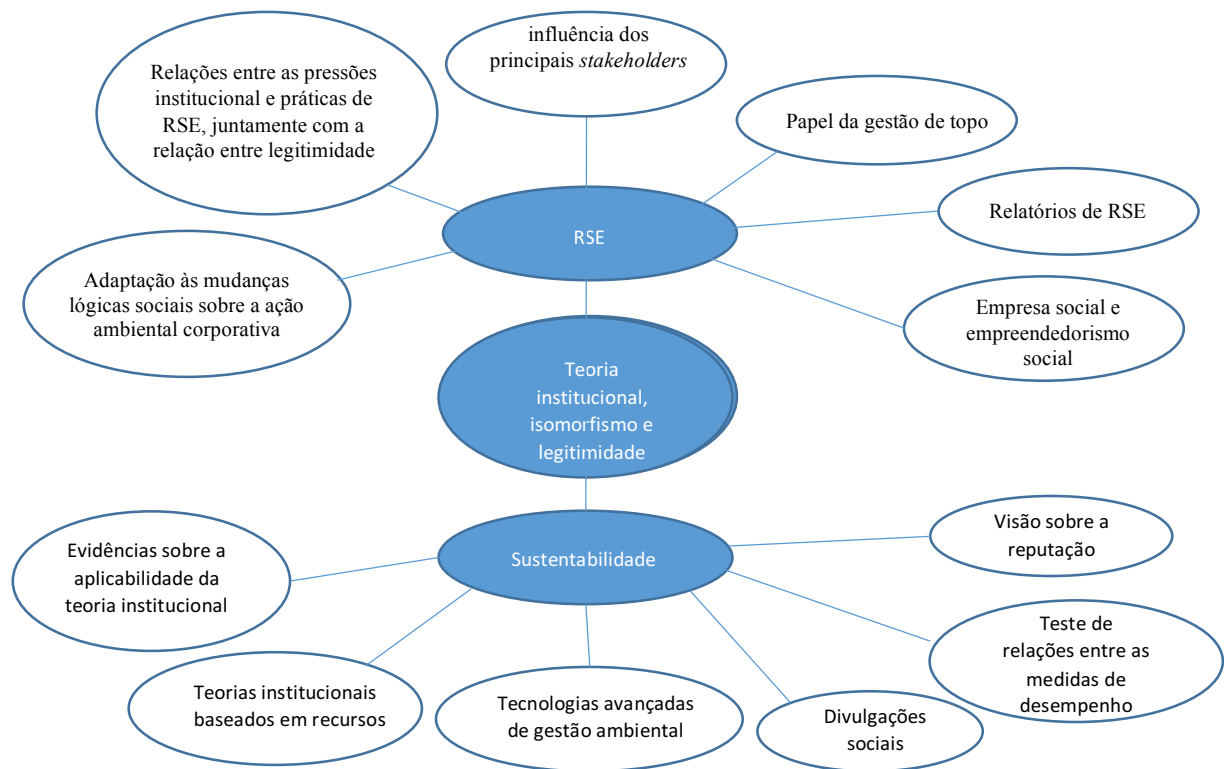 influência dos
principais stakeholders
Relações entre as pressões
institucional e práticas de
RSE, juntamente com a
relação entre legitimidade
Papel da gestão de topo
Relatórios de RSE
RSE
Adaptação às mudanças
lógicas sociais sobre a ação
ambiental corporativa
Empresa social e
empreendedorismo
social
Teoria
institucional,
isomorfismo e
legitimidade
Visão sobre a
reputação
Evidências sobre a
aplicabilidade da
teoria institucional
Sustentabilidade
Teste de
relações entre as
medidas de
desempenho
Teorias institucionais
baseados em recursos
Tecnologias avançadas
de gestão ambiental
Divulgações
sociais